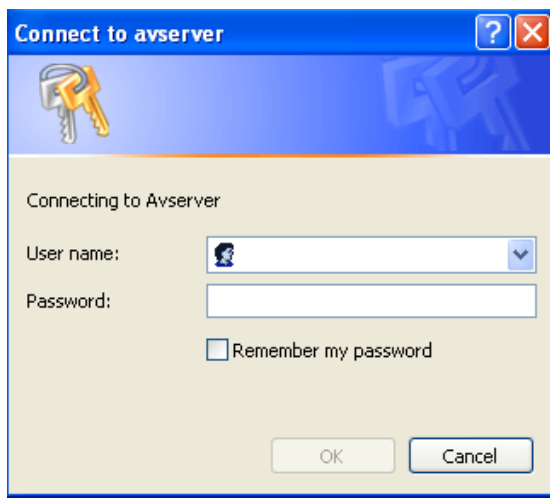 Connect to avserver
?
Connecting to Avserver
User name:
Password:
Remember my password
OK Cancel